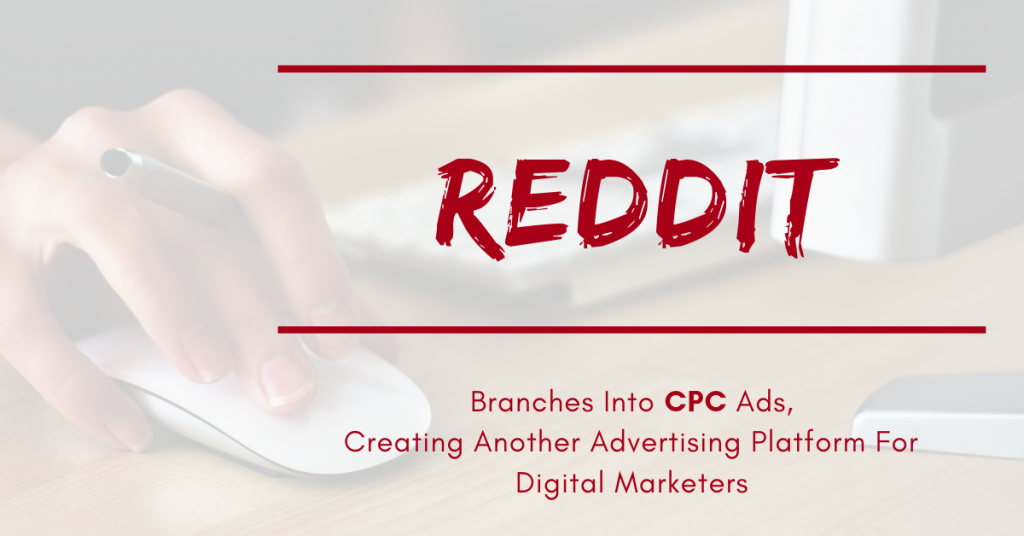 REDDIT
Branches Into CPC Ads,
Creating Another Advertising Platform For
Digital Marketers